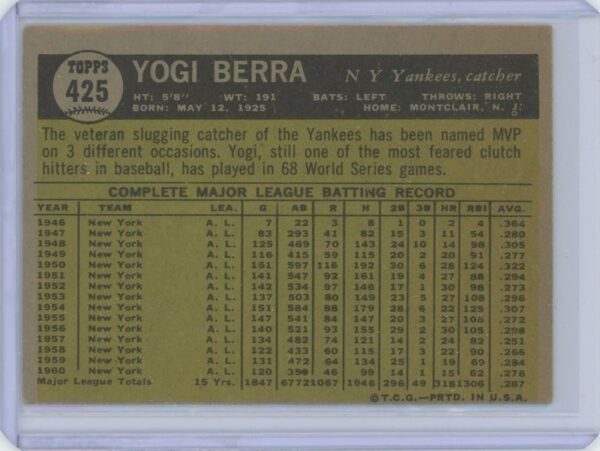 TOPPS
425
YOGI BERRA N Y Yankees, catcher
HT: 5'8" WT: 191 BATS: LEFT THROWS: RIGHT
BORN: MAY 12, 1925 HOME: MONTCLAIR, N. J.
The veteran slugging catcher of the Yankees has been named MVP
on 3 different occasions. Yogi, still one of the most feared clutch
hitters in baseball, has played in 68 World Series games.
COMPLETE MAJOR LEAGUE BATTING RECORD
YEAR TEAM LEA. G AB R H 2B 3B HR RBI AVG.
1946 New York A. L. 7 22 3 8 1 0 2 4 .364
1947 New York A. L. 83 293 41 82 15 3 11 54 .280
1948 New York A. L. 125 469 70 143 24 10 14 98 .305
1949 New York A. L. 116 415 59 115 20 2 20 91 .277
1950 New York A. L. 151 597 116 192 30 6 28 124 .322
1951 New York A. L. 141 547 92 161 19 4 27 88 .294
1952 New York A. L. 142 534 97 146 17 1 30 98 .273
1953 New York A. L. 137 503 80 149 23 5 27 108 .296
1954 New York A. L. 151 584 88 179 28 6 22 125 .307
1955 New York A. L. 147 541 84 147 20 3 27 108 .272
1956 New York A. L. 140 521 93 155 29 2 30 105 .298
1957 New York A. L. 134 482 74 121 14 2 24 82 .251
1958 New York A. L. 122 433 60 115 17 3 22 90 .266
1959 New York A. L. 131 472 64 134 25 1 19 69 .284
1960 New York A. L. 120 359 46 99 14 1 15 62 .276
Major League Totals 15 Yrs. 1847 6772 1067 1946 296 49 318 1306 .287
©T.C.G.—PRTD. IN U.S.A.